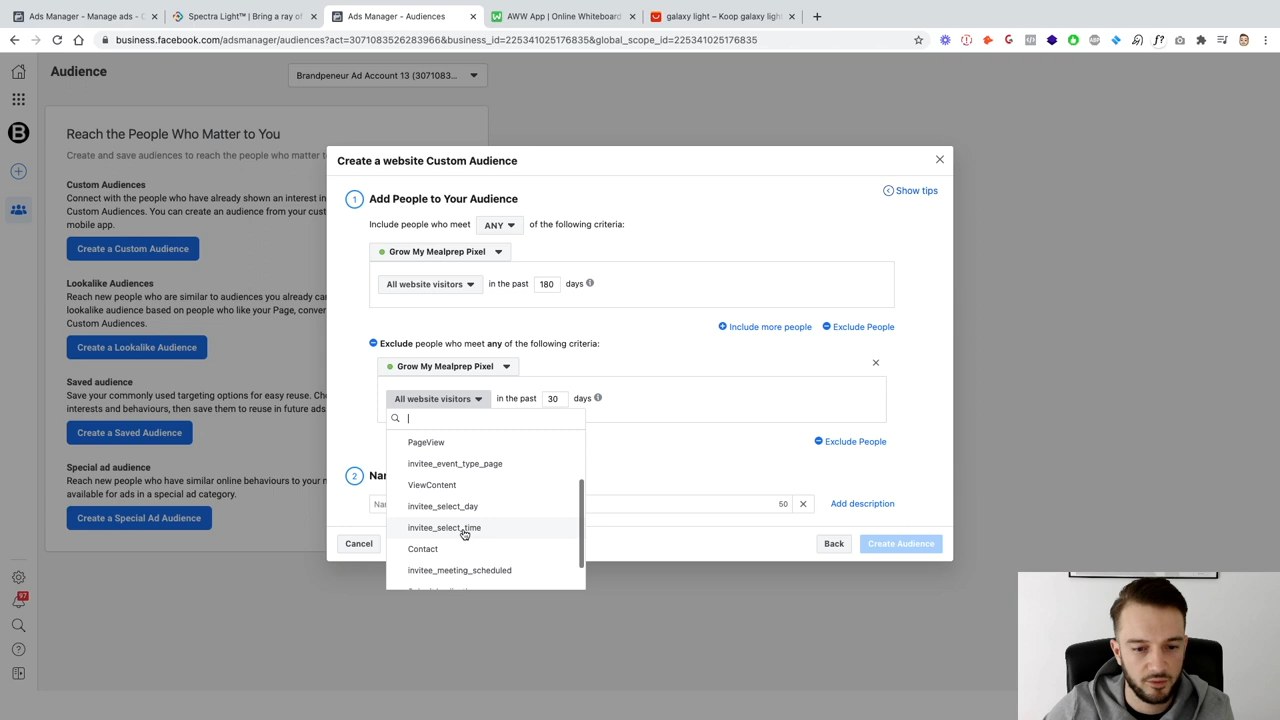 Ads Manager - Manage ads - C
Spectra Light™ | Bring a ray of
Ads Manager - Audiences
AWW App | Online Whiteboard
galaxy light – Koop galaxy ligh
business.facebook.com/adsmanager/audiences?act=3071083526283966&business_id=225341025176835&global_scope_id=225341025176835
Audience
Brandpeneur Ad Account 13 (3071083...
Reach the People Who Matter to You
Create and save audiences to reach the people who matter t
Custom Audiences
Connect with the people who have already shown an interest in
Custom Audiences. You can create an audience from your cust
mobile app.
Create a Custom Audience
Lookalike Audiences
Reach new people who are similar to audiences you already car
lookalike audience based on people who like your Page, conver
Custom Audiences.
Create a Lookalike Audience
Saved audience
Save your commonly used targeting options for easy reuse. Cho
interests and behaviours, then save them to reuse in future ads
Create a Saved Audience
Special ad audience
Reach new people who have similar online behaviours to your m
available for ads in a special ad category.
Create a Special Ad Audience
97
Create a website Custom Audience
Show tips
1 Add People to Your Audience
Include people who meet ANY of the following criteria:
Grow My Mealprep Pixel
All website visitors in the past 180 days
Include more people Exclude People
Exclude people who meet any of the following criteria:
Grow My Mealprep Pixel
All website visitors in the past 30 days
PageView
invitee_event_type_page
ViewContent
invitee_select_day
invitee_select_time
Contact
invitee_meeting_scheduled
Exclude People
2 Nar
Nar 50 Add description
Cancel Back Create Audience